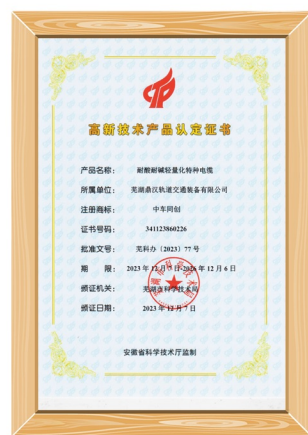 高新技术产品认定证书
产品名称： 耐酸耐碱轻量化特种电缆
所属单位： 芜湖鼎汉轨道交通装备有限公司
注册商标： 中车同创
证书号码： 341123860226
批准文号： 芜科办（2023）77号
期 限： 2023年12月7日-2026年12月6日
颁证机关： 芜湖市科学技术局
颁证日期： 2023年12月7日
安徽省科学技术厅监制